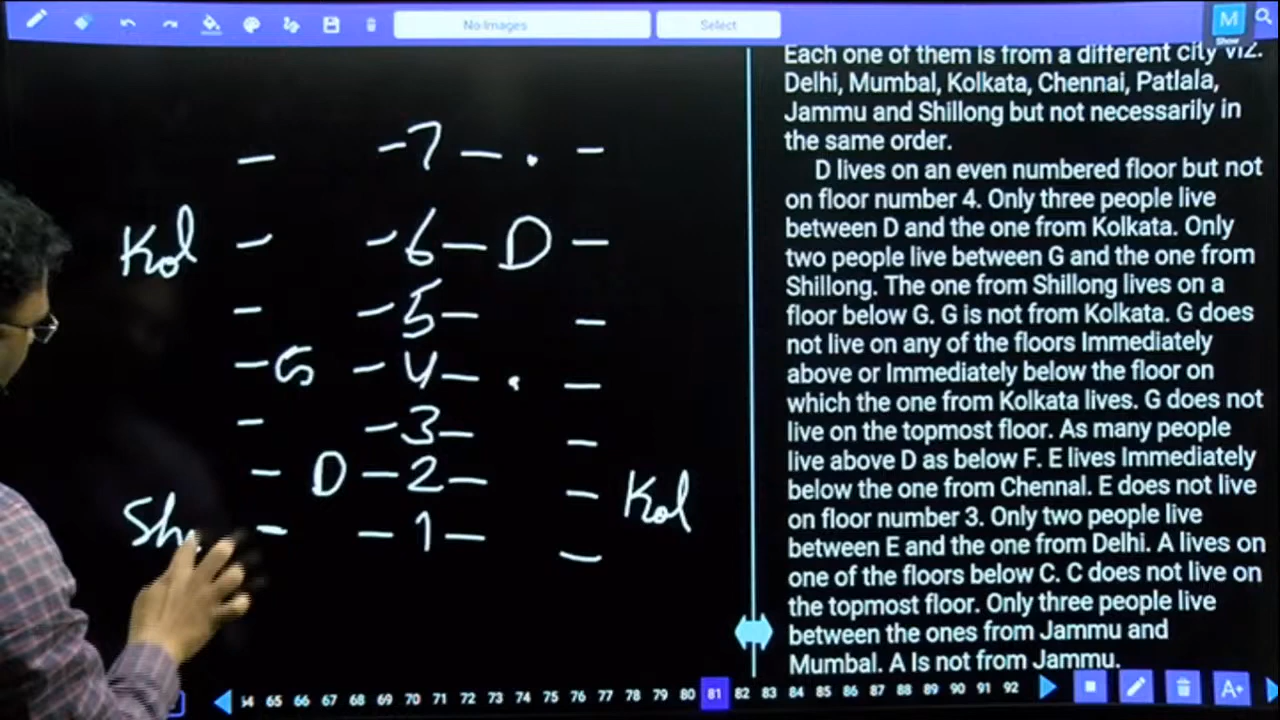 No Images Select
M
Show
Each one of them is from a different city viz.
Delhi, Mumbal, Kolkata, Chennai, Patlala,
Jammu and Shillong but not necessarily in
the same order.
D lives on an even numbered floor but not
on floor number 4. Only three people live
between D and the one from Kolkata. Only
two people live between G and the one from
Shillong. The one from Shillong lives on a
floor below G. G is not from Kolkata. G does
not live on any of the floors Immediately
above or Immediately below the floor on
which the one from Kolkata lives. G does not
live on the topmost floor. As many people
live above D as below F. E lives Immediately
below the one from Chennal. E does not live
on floor number 3. Only two people live
between E and the one from Delhi. A lives on
one of the floors below C. C does not live on
the topmost floor. Only three people live
between the ones from Jammu and
Mumbal. A Is not from Jammu.
– –7– . –
Kol – –6– D –
– –5– –
– G –4– . –
– –3– –
– D –2– – Kol
– –1– –
65 66 67 68 69 70 71 72 73 74 75 76 77 78 79 80 81 82 83 84 85 86 87 88 89 90 91 92 A+